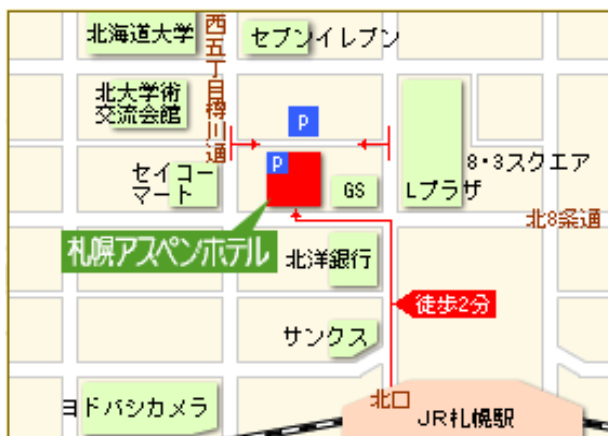 北海道大学
西五丁目樽川通
セブンイレブン
北大学術
交流会館
P
P
セイコー
マート
GS
Lプラザ
8・3スクエア
北8条通
札幌アスペンホテル
北洋銀行
徒歩2分
サンクス
ヨドバシカメラ
北口
JR札幌駅